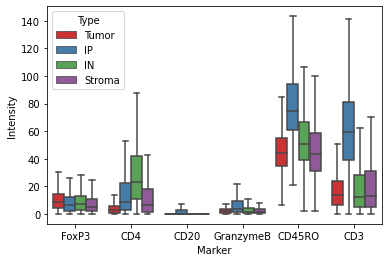 Type
Tumor
IP
IN
Stroma
140
120
100
80
60
40
20
0
Intensity
FoxP3 CD4 CD20 GranzymeB CD45RO CD3
Marker